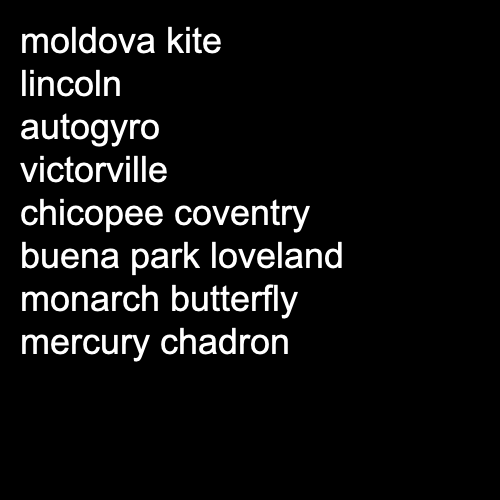 moldova kite
lincoln
autogyro
victorville
chicopee coventry
buena park loveland
monarch butterfly
mercury chadron